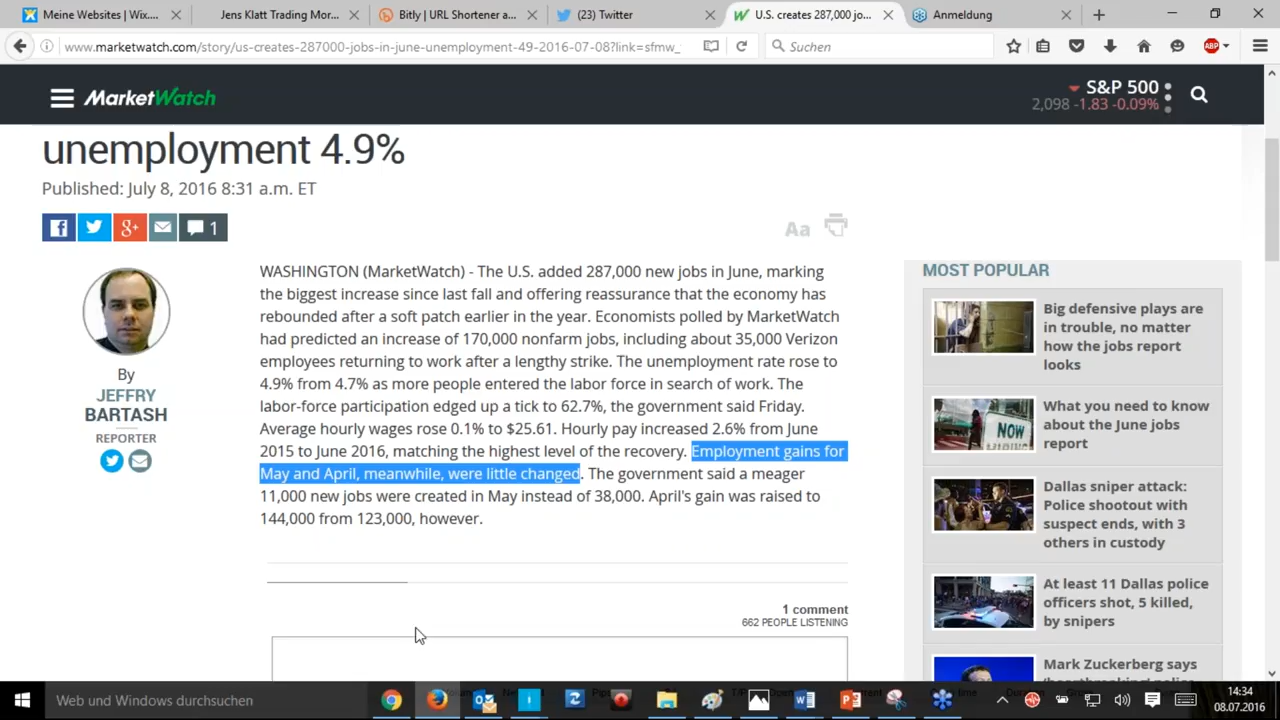 Meine Websites | Wix....
Jens Klatt Trading Mor...
Bitly | URL Shortener a...
(23) Twitter
U.S. creates 287,000 jo...
Anmeldung
www.marketwatch.com/story/us-creates-287000-jobs-in-june-unemployment-49-2016-07-08?link=sfmw_
Suchen
ABP
MarketWatch
S&P 500
2,098 -1.83 -0.09%
unemployment 4.9%
Published: July 8, 2016 8:31 a.m. ET
1
Aa
By
JEFFRY
BARTASH
REPORTER
WASHINGTON (MarketWatch) - The U.S. added 287,000 new jobs in June, marking
the biggest increase since last fall and offering reassurance that the economy has
rebounded after a soft patch earlier in the year. Economists polled by MarketWatch
had predicted an increase of 170,000 nonfarm jobs, including about 35,000 Verizon
employees returning to work after a lengthy strike. The unemployment rate rose to
4.9% from 4.7% as more people entered the labor force in search of work. The
labor-force participation edged up a tick to 62.7%, the government said Friday.
Average hourly wages rose 0.1% to $25.61. Hourly pay increased 2.6% from June
2015 to June 2016, matching the highest level of the recovery. Employment gains for
May and April, meanwhile, were little changed. The government said a meager
11,000 new jobs were created in May instead of 38,000. April's gain was raised to
144,000 from 123,000, however.
1 comment
662 PEOPLE LISTENING
MOST POPULAR
Big defensive plays are
in trouble, no matter
how the jobs report
looks
NOW
What you need to know
about the June jobs
report
Dallas sniper attack:
Police shootout with
suspect ends, with 3
others in custody
At least 11 Dallas police
officers shot, 5 killed,
by snipers
Mark Zuckerberg says
Web und Windows durchsuchen
14:34
08.07.2016